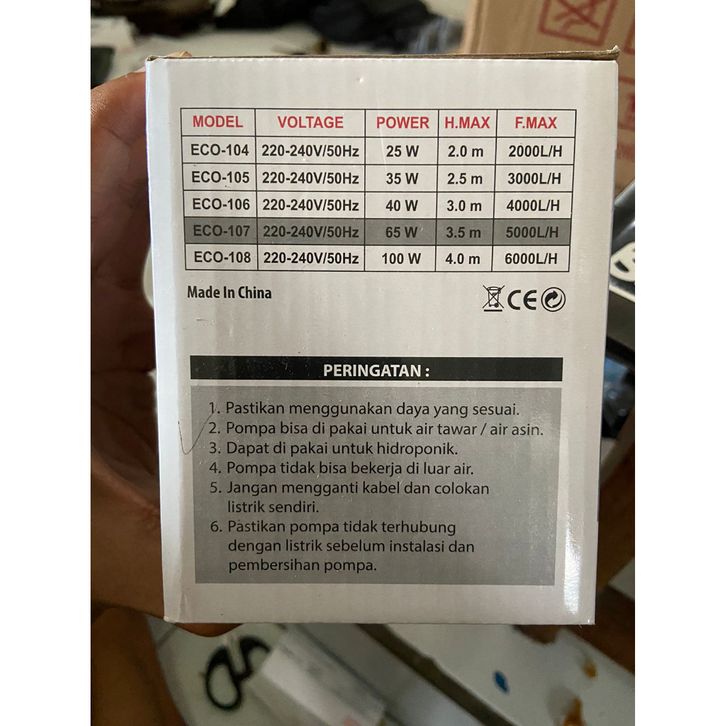 MODEL VOLTAGE POWER H.MAX F.MAX
ECO-104 220-240V/50Hz 25 W 2.0 m 2000L/H
ECO-105 220-240V/50Hz 35 W 2.5 m 3000L/H
ECO-106 220-240V/50Hz 40 W 3.0 m 4000L/H
ECO-107 220-240V/50Hz 65 W 3.5 m 5000L/H
ECO-108 220-240V/50Hz 100 W 4.0 m 6000L/H
Made In China
CE
PERINGATAN :
1. Pastikan menggunakan daya yang sesuai.
2. Pompa bisa di pakai untuk air tawar / air asin.
3. Dapat di pakai untuk hidroponik.
4. Pompa tidak bisa bekerja di luar air.
5. Jangan mengganti kabel dan colokan
listrik sendiri.
6. Pastikan pompa tidak terhubung
dengan listrik sebelum instalasi dan
pembersihan pompa.